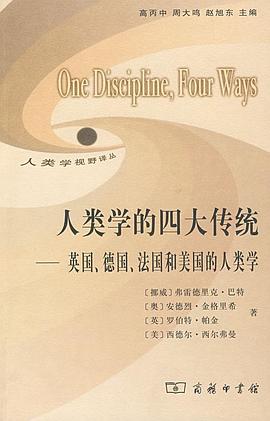 高丙中 周大鸣 赵旭东 主编
One Discipline, Four Ways
人类学视野译丛
人类学的四大传统
——英国、德国、法国和美国的人类学
〔挪威〕弗雷德里克·巴特
〔奥〕安德烈·金格里希
〔英〕罗伯特·帕金
〔美〕西德尔·西尔弗曼
著
商务印书馆